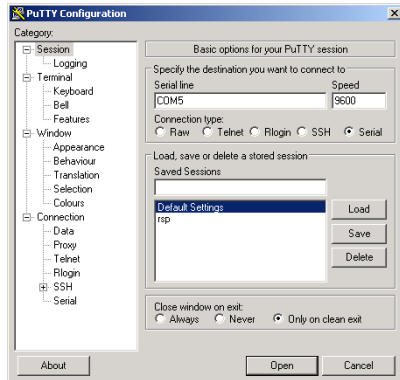 PuTTY Configuration
Category:
Session
Logging
Terminal
Keyboard
Bell
Features
Window
Appearance
Behaviour
Translation
Selection
Colours
Connection
Data
Proxy
Telnet
Rlogin
SSH
Serial
Basic options for your PuTTY session
Specify the destination you want to connect to
Serial line Speed
COM5 9600
Connection type:
Raw Telnet Rlogin SSH Serial
Load, save or delete a stored session
Saved Sessions
Default Settings
rsp
Load
Save
Delete
Close window on exit:
Always Never Only on clean exit
About Open Cancel